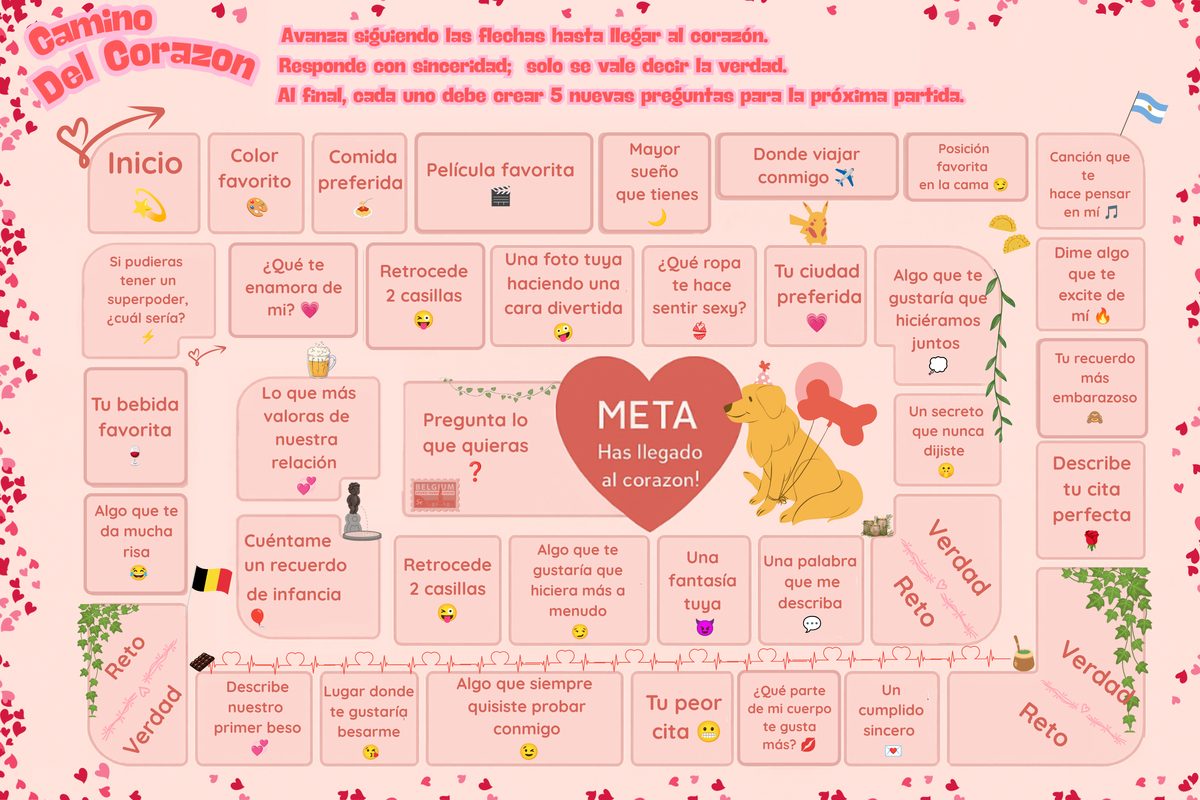 Camino
Del Corazon
Avanza siguiendo las flechas hasta llegar al corazón.
Responde con sinceridad; solo se vale decir la verdad.
Al final, cada uno debe crear 5 nuevas preguntas para la próxima partida.
Inicio
Color
favorito
Comida
preferida
Película favorita
Mayor
sueño
que tienes
Donde viajar
conmigo
Posición
favorita
en la cama
Canción que
te
hace pensar
en mí
Dime algo
que te
excite de
mí
Tu recuerdo
más
embarazoso
Describe
tu cita
perfecta
Verdad
Reto
Un
cumplido
sincero
¿Qué parte
de mi cuerpo
te gusta
más?
Tu peor
cita
Algo que siempre
quisiste probar
conmigo
Lugar donde
te gustaría
besarme
Describe
nuestro
primer beso
Reto
Verdad
Algo que te
da mucha
risa
Tu bebida
favorita
Si pudieras
tener un
superpoder,
¿cuál sería?
¿Qué te
enamora de
mi?
Retrocede
2 casillas
Una foto tuya
haciendo una
cara divertida
¿Qué ropa
te hace
sentir sexy?
Tu ciudad
preferida
Algo que te
gustaría que
hiciéramos
juntos
Un secreto
que nunca
dijiste
Verdad
Reto
Una palabra
que me
describa
Una
fantasía
tuya
Algo que te
gustaría que
hiciera más a
menudo
Retrocede
2 casillas
Cuéntame
un recuerdo
de infancia
Lo que más
valoras de
nuestra
relación
Pregunta lo
que quieras
BELGIUM
META
Has llegado
al corazon!